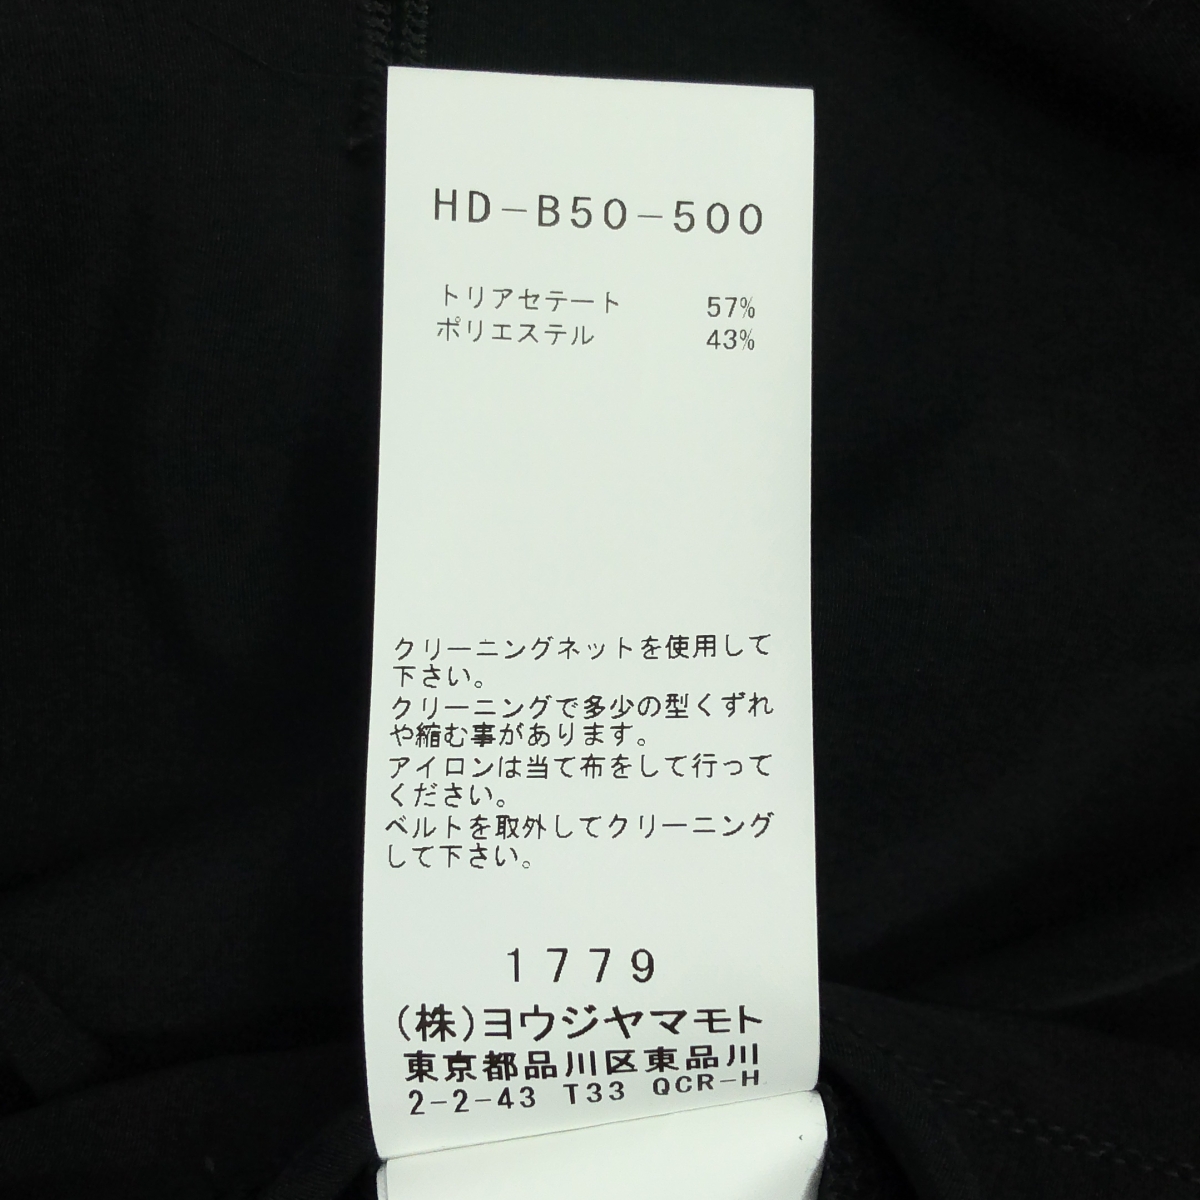 HD-B50-500
トリアセテート 57%
ポリエステル 43%
クリーニングネットを使用して
下さい。
クリーニングで多少の型くずれ
や縮む事があります。
アイロンは当て布をして行って
ください。
ベルトを取外してクリーニング
して下さい。
1779
(株)ヨウジヤマモト
東京都品川区東品川
2-2-43 T33 QCR-H